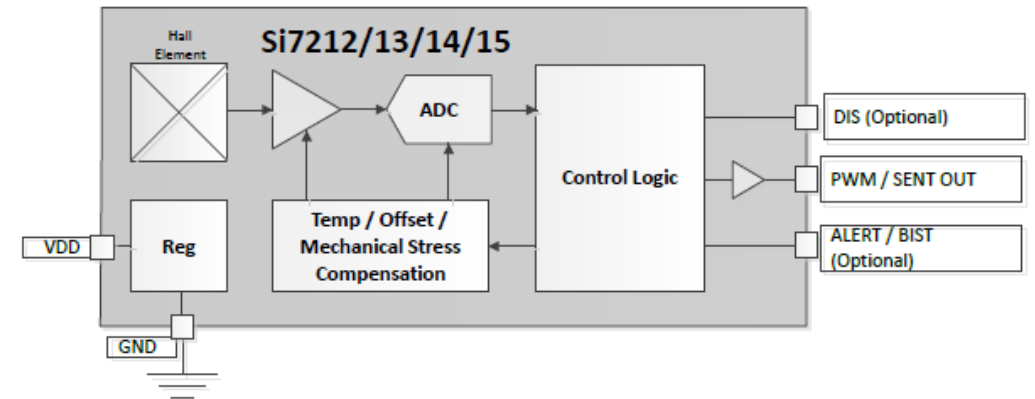 Hall
Element
Si7212/13/14/15
ADC
Control Logic
DIS (Optional)
PWM / SENT OUT
ALERT / BIST
(Optional)
Temp / Offset /
Mechanical Stress
Compensation
Reg
VDD
GND